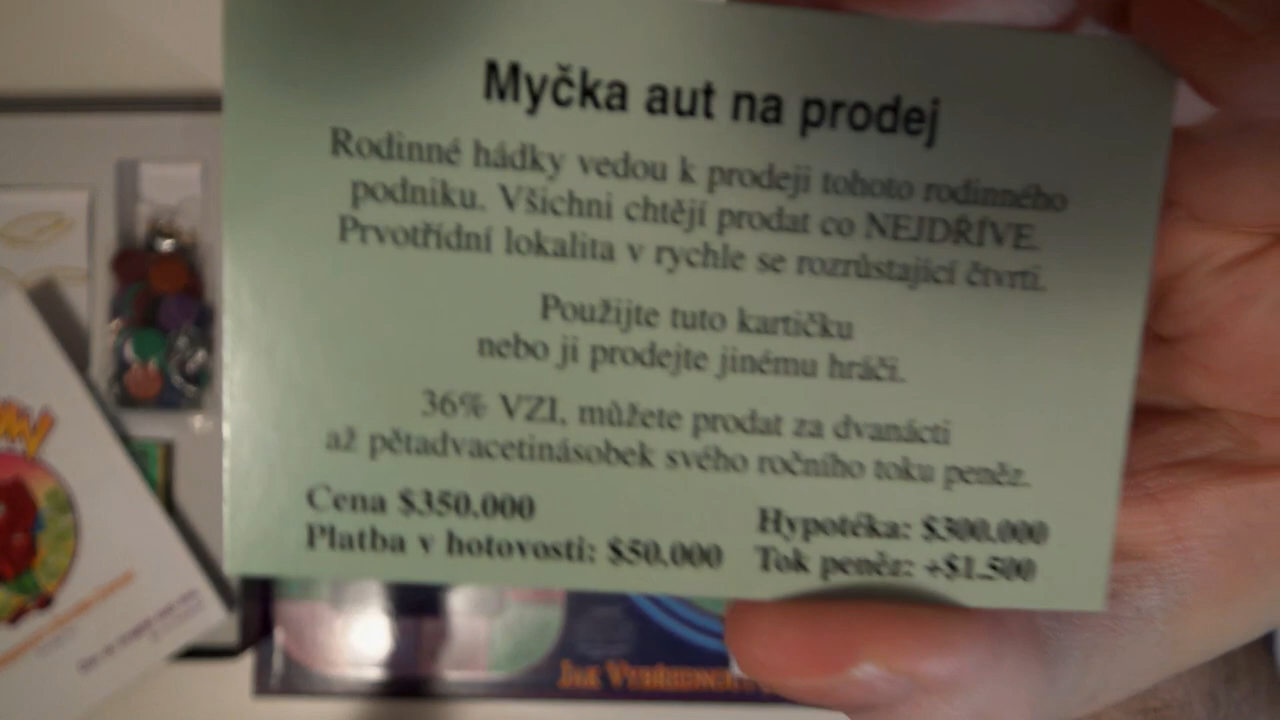 Myčka aut na prodej
Rodinné hádky vedou k prodeji tohoto rodinného
podniku. Všichni chtějí prodat co NEJDŘÍVE.
Prvotřídní lokalita v rychle se rozrůstající čtvrti.
Použijte tuto kartičku
nebo ji prodejte jinému hráči.
36% VZI, můžete prodat za dvanácti
až pětadvacetinásobek svého ročního toku peněz.
Cena $350.000
Hypotéka: $300.000
Platba v hotovosti: $50.000
Tok peněz: +$1.500